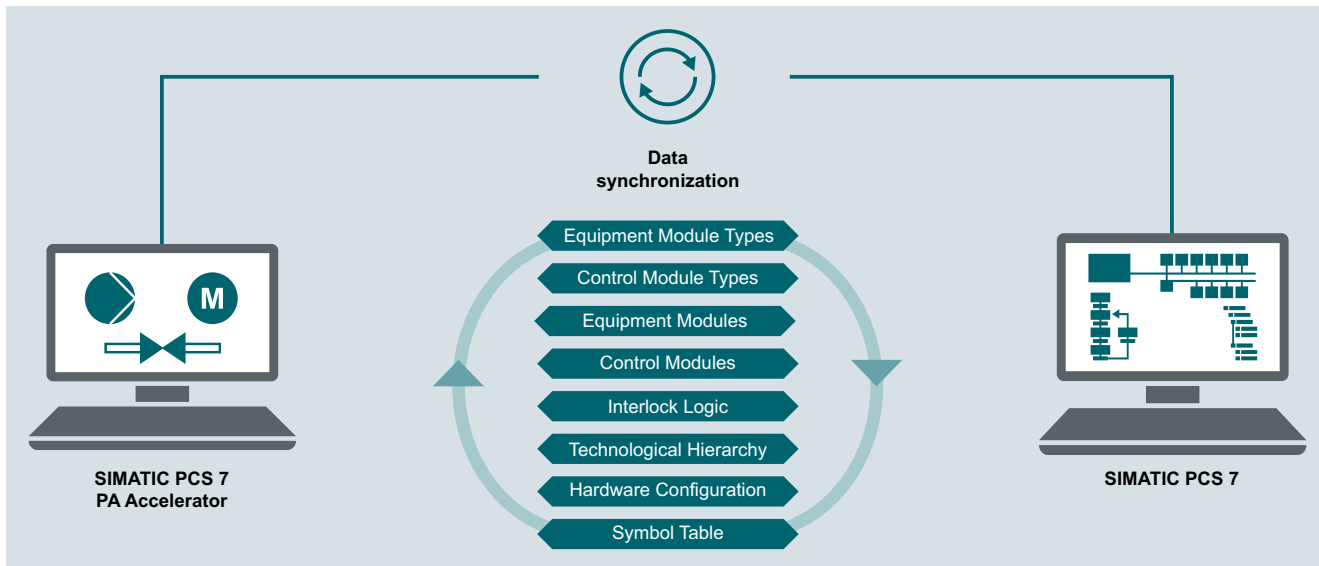 Data
synchronization
Equipment Module Types
Control Module Types
Equipment Modules
Control Modules
Interlock Logic
Technological Hierarchy
Hardware Configuration
Symbol Table
M
SIMATIC PCS 7
PA Accelerator
SIMATIC PCS 7